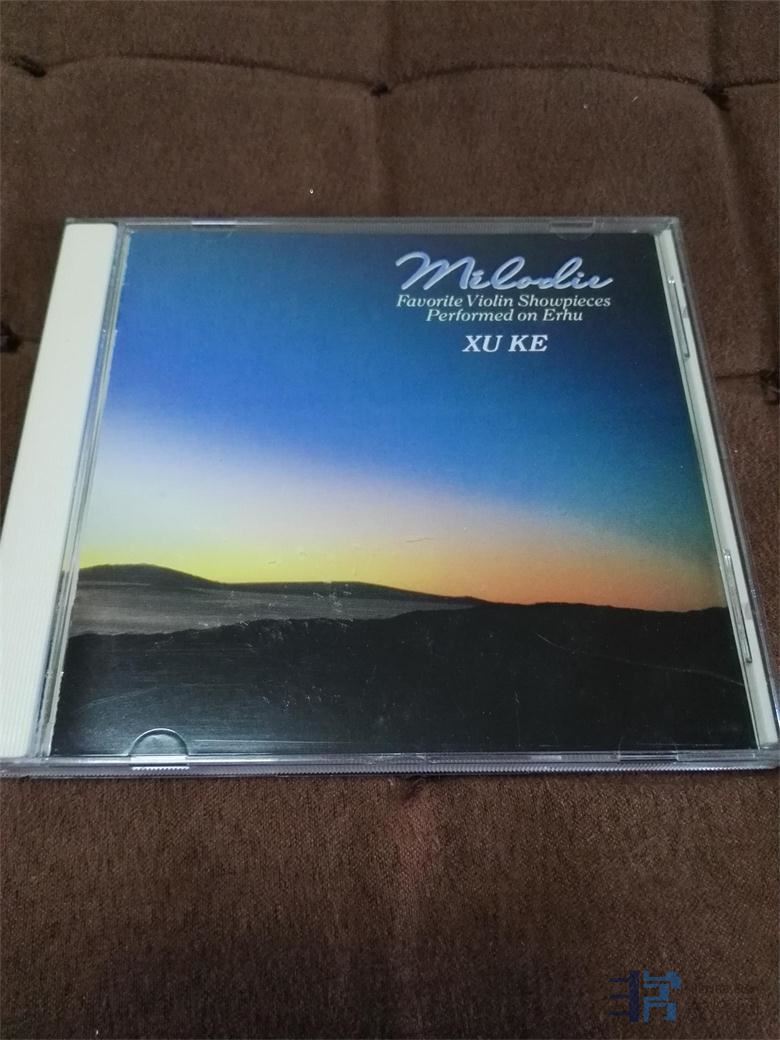 Mélodie
Favorite Violin Showpieces
Performed on Erhu
XU KE